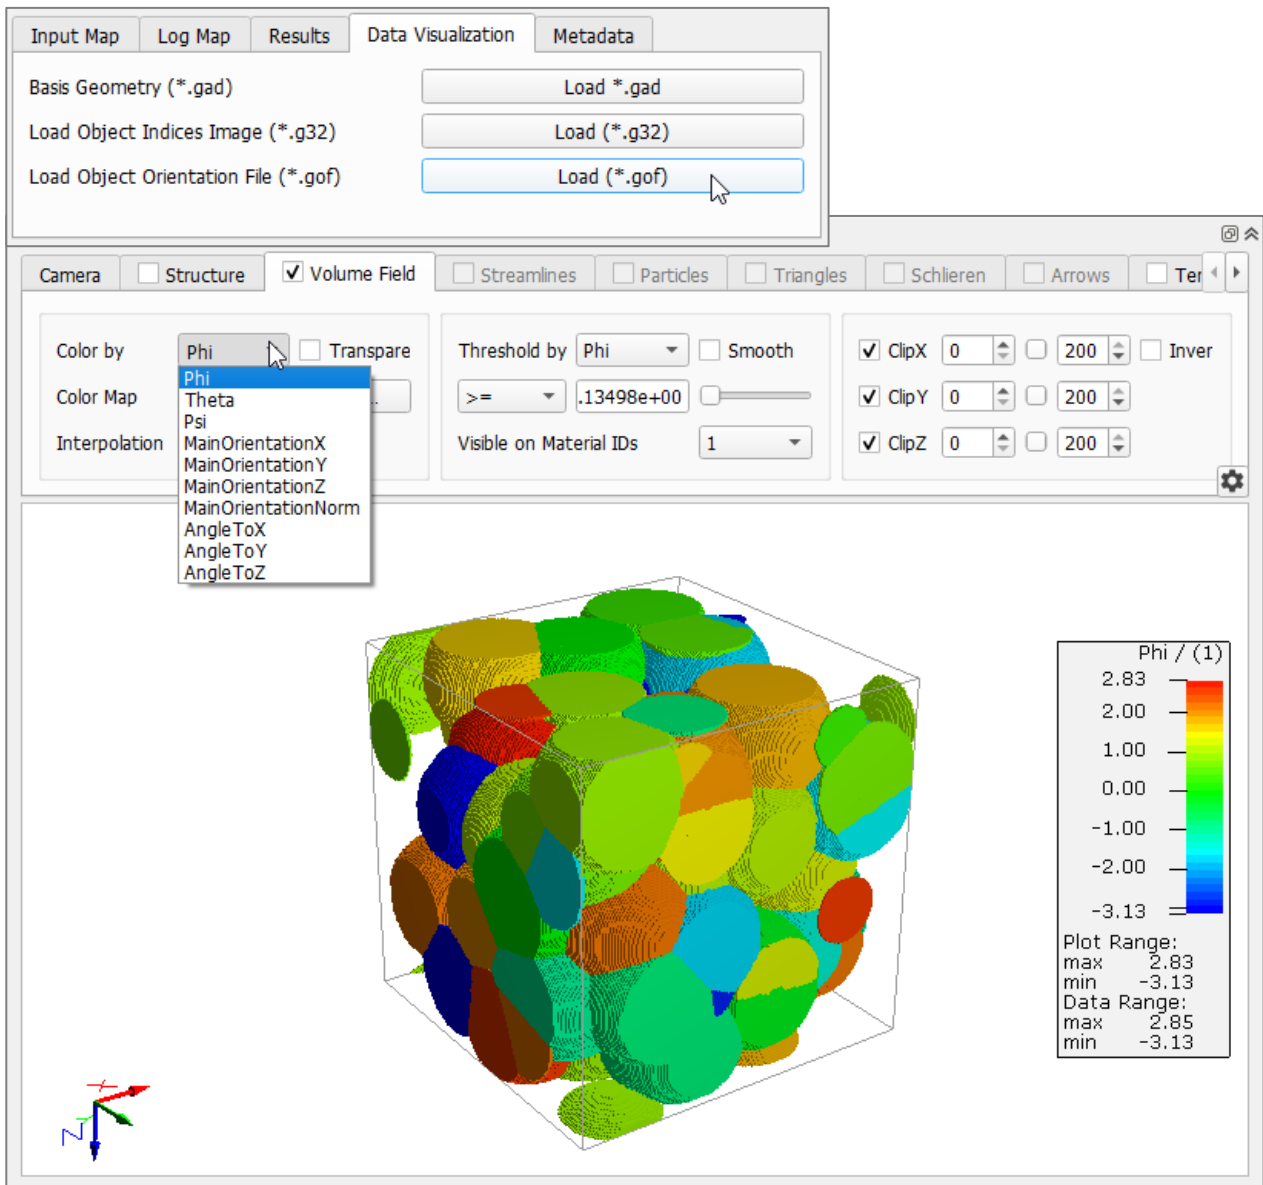 Input Map Log Map Results Data Visualization Metadata
Basis Geometry (*.gad) Load *.gad
Load Object Indices Image (*.g32) Load (*.g32)
Load Object Orientation File (*.gof) Load (*.gof)
Camera Structure Volume Field Streamlines Particles Triangles Schlieren Arrows Ter
Color by Phi Transpare Threshold by Phi Smooth ClipX 0 200 Inver
Color Map >= .13498e+00 ClipY 0 200
Interpolation Visible on Material IDs 1 ClipZ 0 200
Phi
Theta
Psi
MainOrientationX
MainOrientationY
MainOrientationZ
MainOrientationNorm
AngleToX
AngleToY
AngleToZ
Phi / (1)
2.83
2.00
1.00
0.00
-1.00
-2.00
-3.13
Plot Range:
max 2.83
min -3.13
Data Range:
max 2.85
min -3.13
X
Y
Z